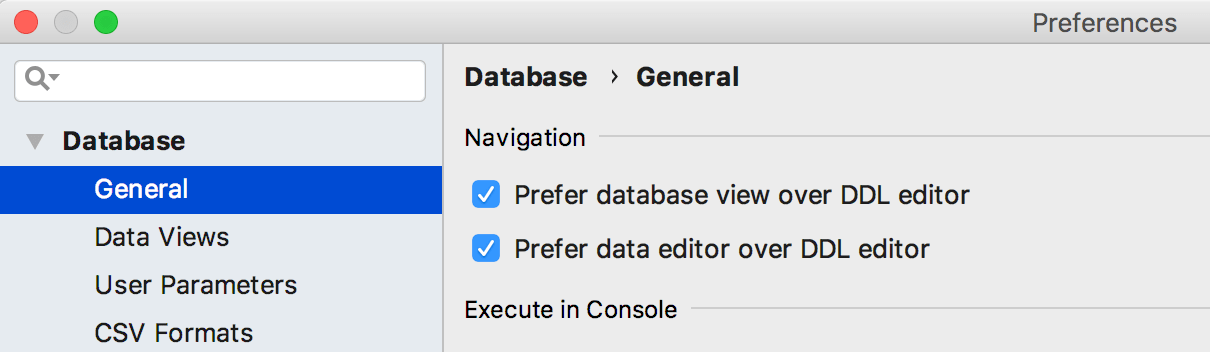 Preferences
Database
General
Data Views
User Parameters
CSV Formats
Database › General
Navigation
Prefer database view over DDL editor
Prefer data editor over DDL editor
Execute in Console